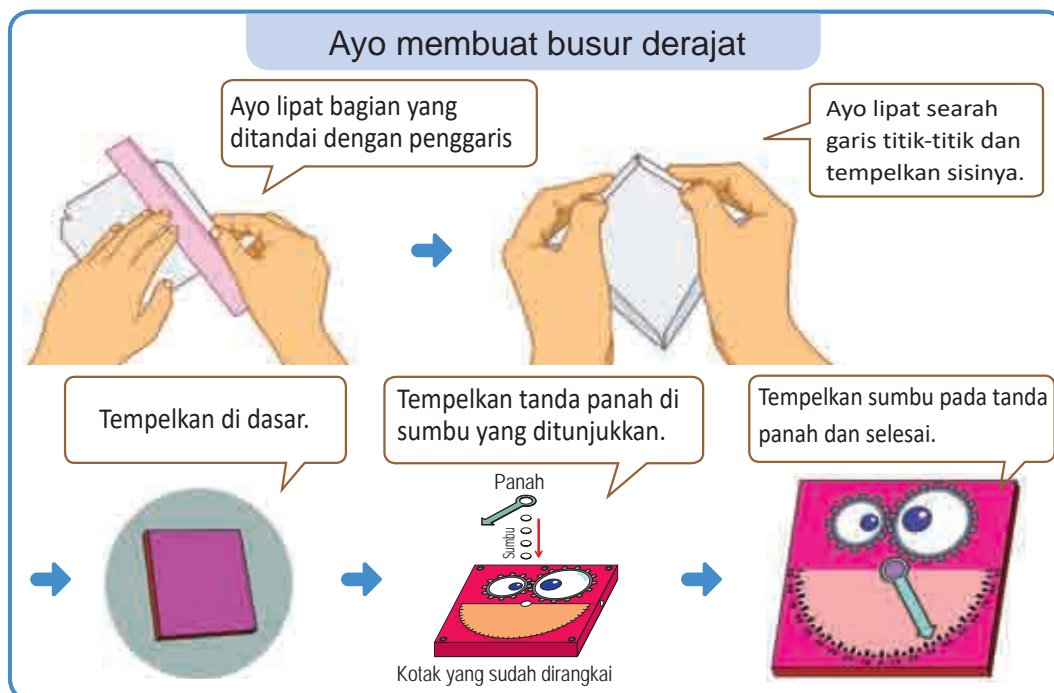 Ayo membuat busur derajat
Ayo lipat bagian yang
ditandai dengan penggaris
Ayo lipat searah
garis titik-titik dan
tempelkan sisinya.
Tempelkan di dasar.
Tempelkan tanda panah di
sumbu yang ditunjukkan.
Panah
Sumbu
Kotak yang sudah dirangkai
Tempelkan sumbu pada tanda
panah dan selesai.